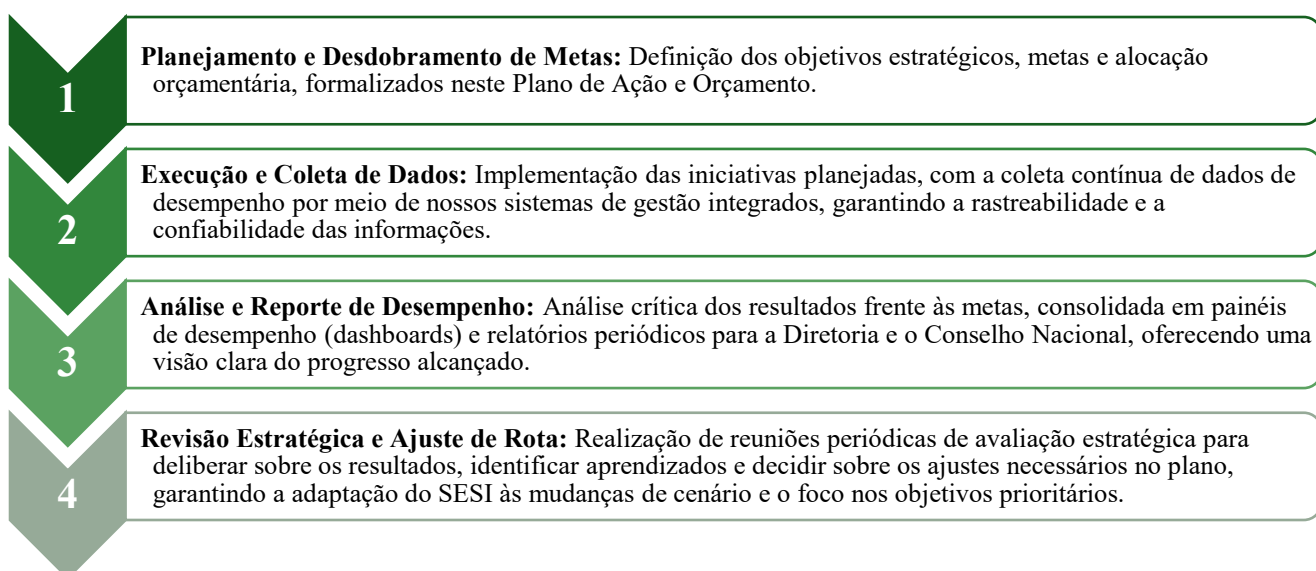 1
Planejamento e Desdobramento de Metas: Definição dos objetivos estratégicos, metas e alocação
orçamentária, formalizados neste Plano de Ação e Orçamento.
2
Execução e Coleta de Dados: Implementação das iniciativas planejadas, com a coleta contínua de dados de
desempenho por meio de nossos sistemas de gestão integrados, garantindo a rastreabilidade e a
confiabilidade das informações.
3
Análise e Reporte de Desempenho: Análise crítica dos resultados frente às metas, consolidada em painéis
de desempenho (dashboards) e relatórios periódicos para a Diretoria e o Conselho Nacional, oferecendo uma
visão clara do progresso alcançado.
4
Revisão Estratégica e Ajuste de Rota: Realização de reuniões periódicas de avaliação estratégica para
deliberar sobre os resultados, identificar aprendizados e decidir sobre os ajustes necessários no plano,
garantindo a adaptação do SESI às mudanças de cenário e o foco nos objetivos prioritários.